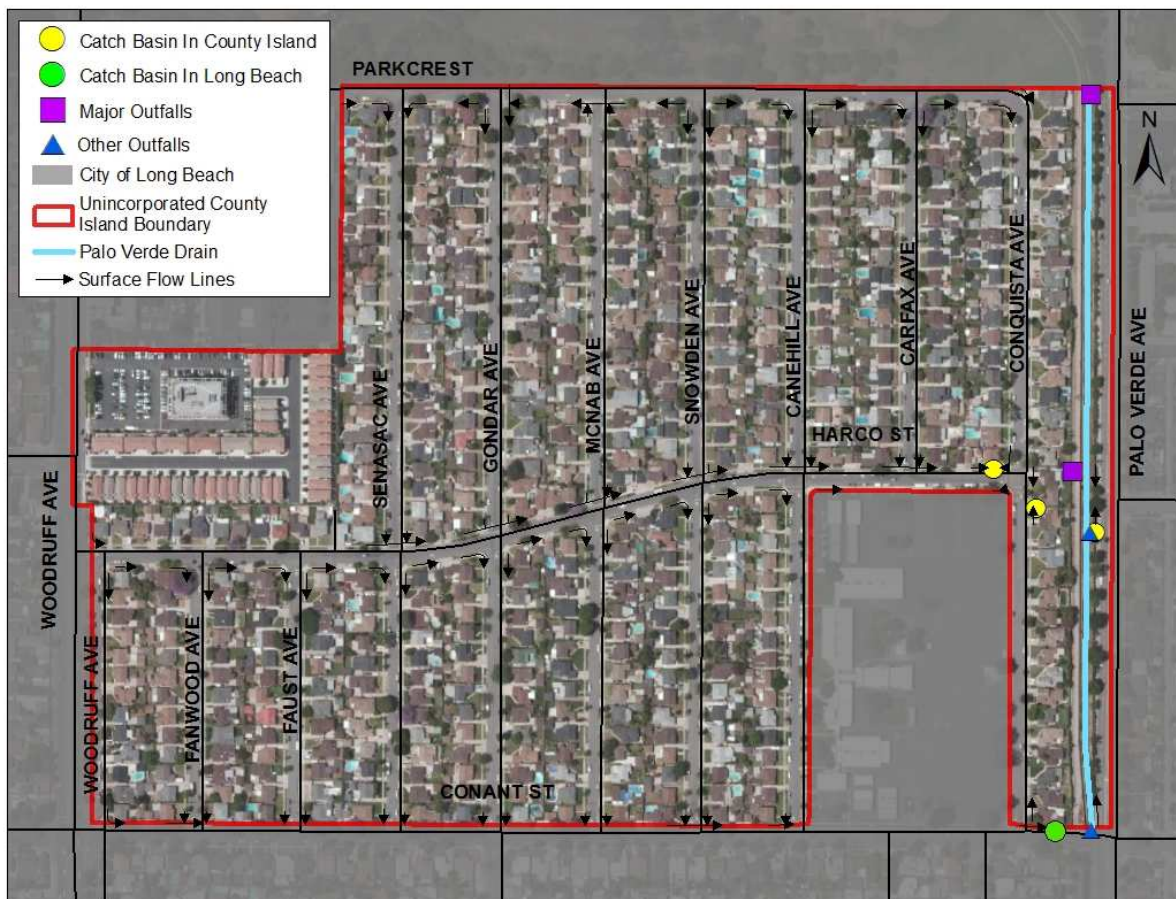 Catch Basin In County Island
Catch Basin In Long Beach
Major Outfalls
Other Outfalls
City of Long Beach
Unincorporated County
Island Boundary
Palo Verde Drain
Surface Flow Lines
PARKCREST
N
SENASAC AVE
GONDAR AVE
MCNAB AVE
SNOWDEN AVE
CANEHILL AVE
CARFAX AVE
CONQUISTA AVE
PALO VERDE AVE
HARCO ST
WOODRUFF AVE
WOODRUFF AVE
FANWOOD AVE
FAUST AVE
CONANT ST